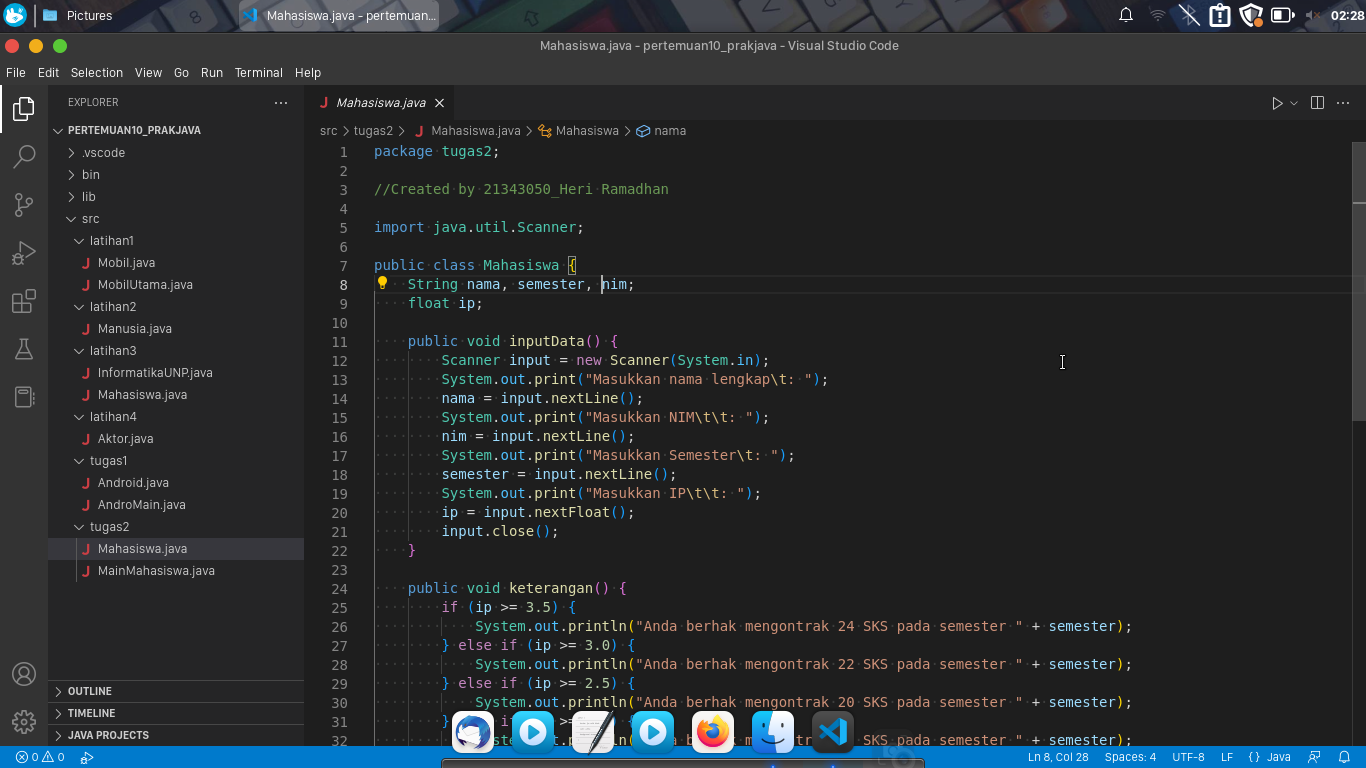 Pictures
Mahasiswa.java - pertemuan...
02:28
Mahasiswa.java - pertemuan10_prakjava - Visual Studio Code
File Edit Selection View Go Run Terminal Help
EXPLORER
PERTEMUAN10_PRAKJAVA
.vscode
bin
lib
src
latihan1
Mobil.java
MobilUtama.java
latihan2
Manusia.java
latihan3
InformatikaUNP.java
Mahasiswa.java
latihan4
Aktor.java
tugas1
Android.java
AndroMain.java
tugas2
Mahasiswa.java
MainMahasiswa.java
OUTLINE
TIMELINE
JAVA PROJECTS
Mahasiswa.java
src > tugas2 > Mahasiswa.java > Mahasiswa > nama
1 package tugas2;
2
3 //Created by 21343050_Heri Ramadhan
4
5 import java.util.Scanner;
6
7 public class Mahasiswa {
8 String nama, semester, nim;
9 float ip;
10
11 public void inputData() {
12 Scanner input = new Scanner(System.in);
13 System.out.print("Masukkan nama lengkap\t: ");
14 nama = input.nextLine();
15 System.out.print("Masukkan NIM\t\t: ");
16 nim = input.nextLine();
17 System.out.print("Masukkan Semester\t: ");
18 semester = input.nextLine();
19 System.out.print("Masukkan IP\t\t: ");
20 ip = input.nextFloat();
21 input.close();
22 }
23
24 public void keterangan() {
25 if (ip >= 3.5) {
26 System.out.println("Anda berhak mengontrak 24 SKS pada semester " + semester);
27 } else if (ip >= 3.0) {
28 System.out.println("Anda berhak mengontrak 22 SKS pada semester " + semester);
29 } else if (ip >= 2.5) {
30 System.out.println("Anda berhak mengontrak 20 SKS pada semester " + semester);
31 }
32 SKS pada semester " + semester);
0 0
Ln 8, Col 28 Spaces: 4 UTF-8 LF {} Java